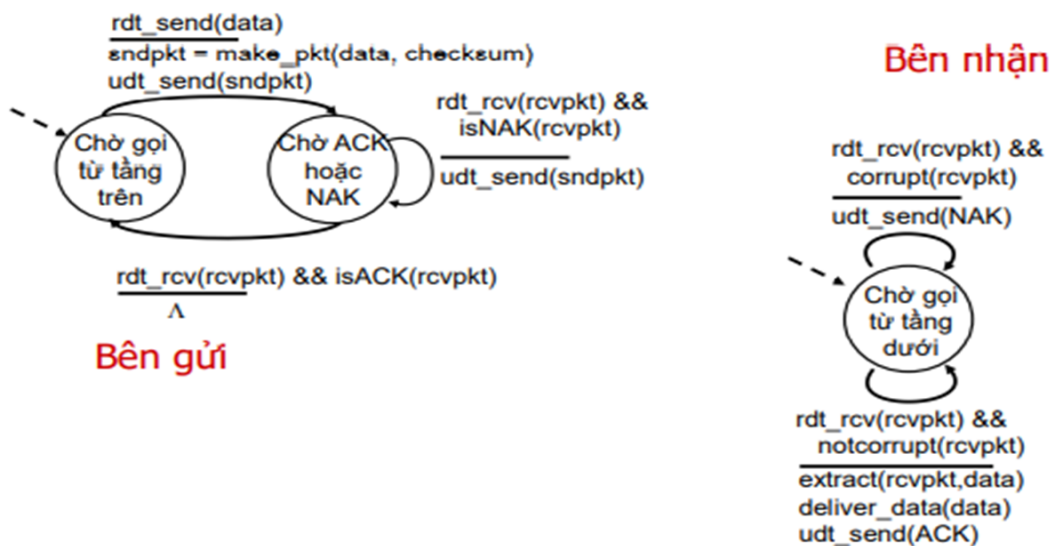 rdt_send(data)
sndpkt = make_pkt(data, checksum)
udt_send(sndpkt)
Chờ gọi
từ tầng
trên
Chờ ACK
hoặc
NAK
rdt_rcv(rcvpkt) &&
isNAK(rcvpkt)
udt_send(sndpkt)
rdt_rcv(rcvpkt) && isACK(rcvpkt)
Λ
Bên gửi
Bên nhận
rdt_rcv(rcvpkt) &&
corrupt(rcvpkt)
udt_send(NAK)
Chờ gọi
từ tầng
dưới
rdt_rcv(rcvpkt) &&
notcorrupt(rcvpkt)
extract(rcvpkt,data)
deliver_data(data)
udt_send(ACK)